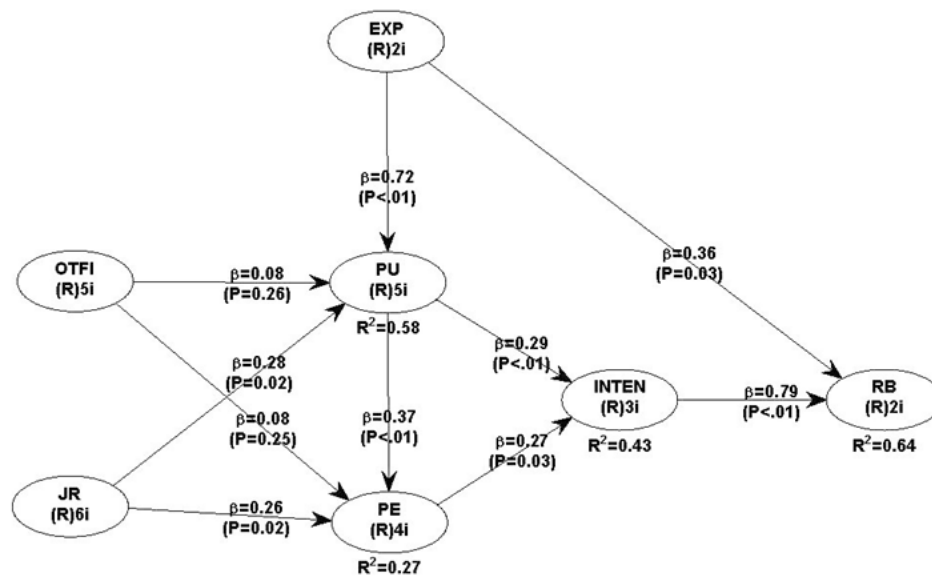 EXP
(R)2i
β=0.72
(P<.01)
β=0.36
(P=0.03)
OTFI
(R)5i
β=0.08
(P=0.26)
PU
(R)5i
R²=0.58
β=0.28
(P=0.02)
β=0.08
(P=0.25)
β=0.37
(P<.01)
β=0.29
(P<.01)
INTEN
(R)3i
R²=0.43
β=0.79
(P<.01)
RB
(R)2i
R²=0.64
β=0.27
(P=0.03)
JR
(R)6i
β=0.26
(P=0.02)
PE
(R)4i
R²=0.27